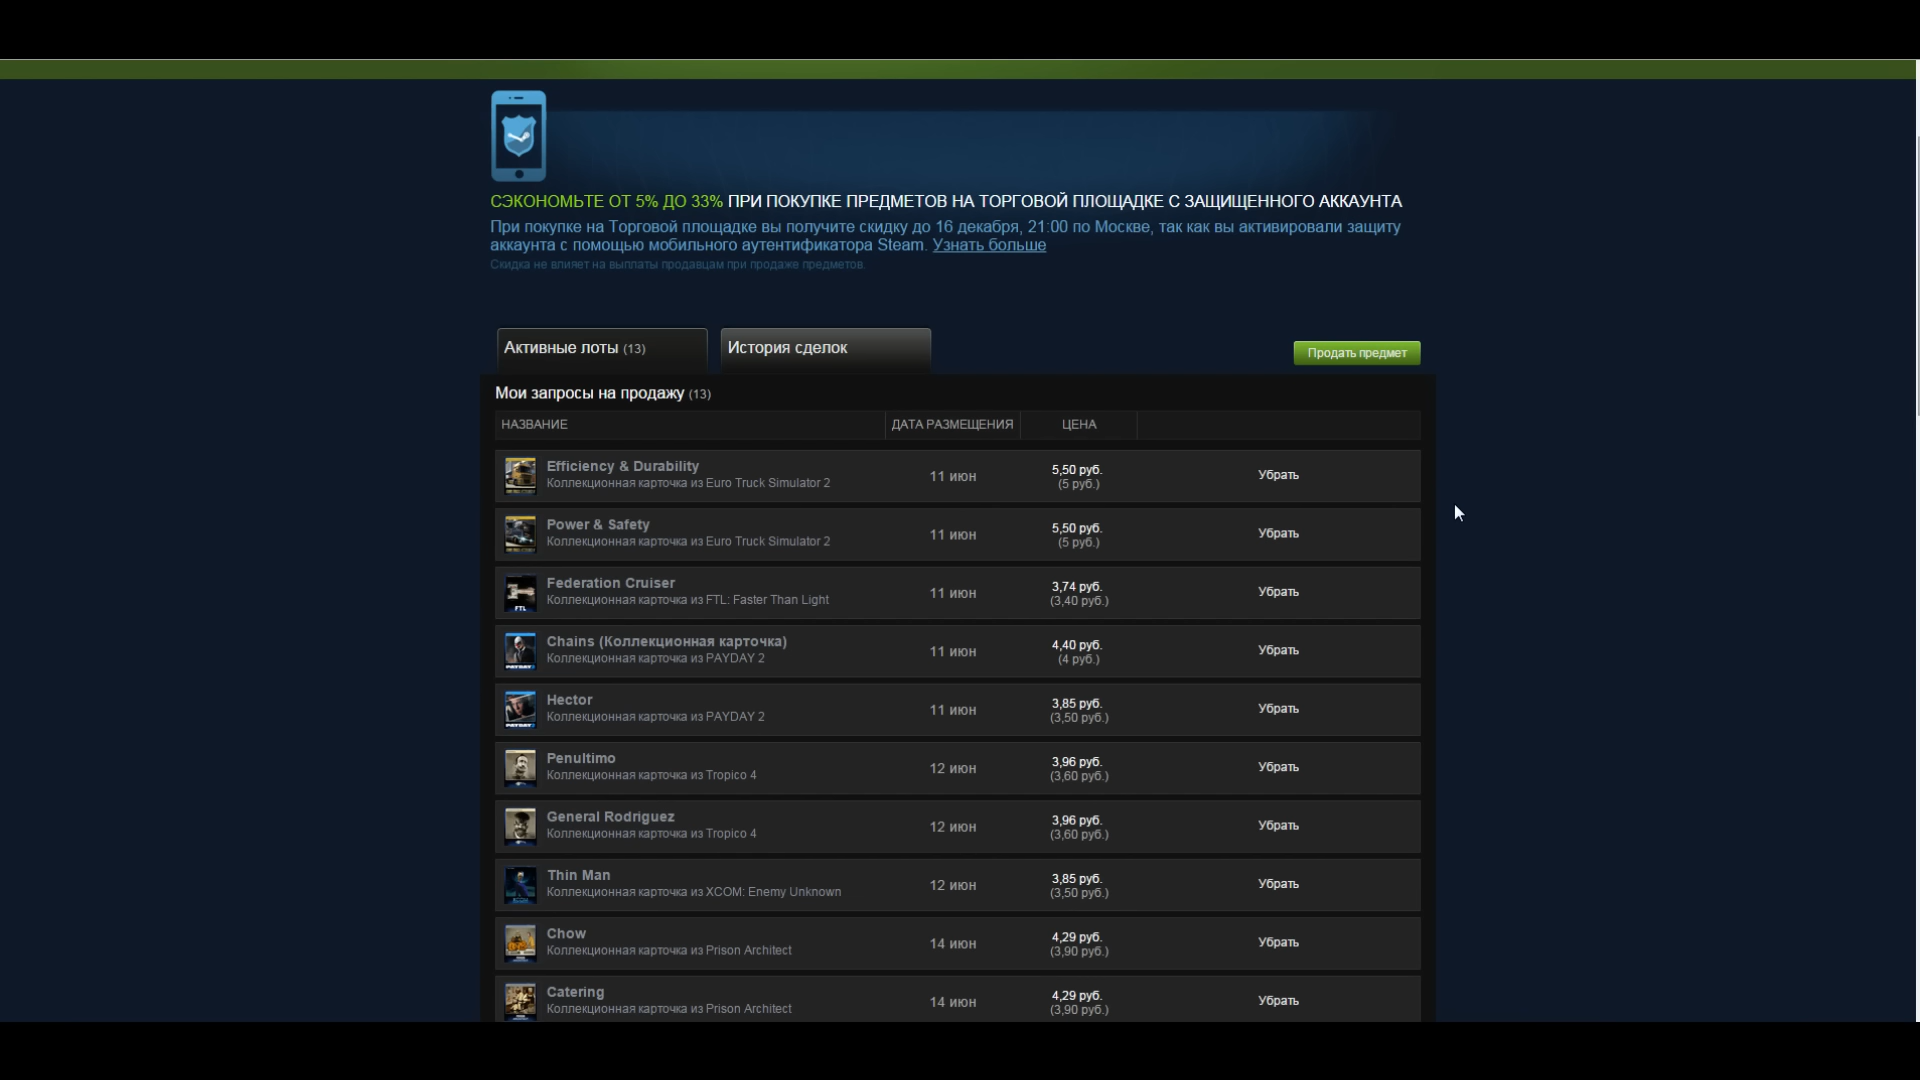 СЭКОНОМЬТЕ ОТ 5% ДО 33% ПРИ ПОКУПКЕ ПРЕДМЕТОВ НА ТОРГОВОЙ ПЛОЩАДКЕ С ЗАЩИЩЕННОГО АККАУНТА
При покупке на Торговой площадке вы получите скидку до 16 декабря, 21:00 по Москве, так как вы активировали защиту
аккаунта с помощью мобильного аутентификатора Steam. Узнать больше
Скидка не влияет на выплаты продавцам при продаже предметов.
Активные лоты (13) История сделок Продать предмет
Мои запросы на продажу (13)
НАЗВАНИЕ ДАТА РАЗМЕЩЕНИЯ ЦЕНА
Efficiency & Durability 11 июн 5,50 руб. Убрать
Коллекционная карточка из Euro Truck Simulator 2 (5 руб.)
Power & Safety 11 июн 5,50 руб. Убрать
Коллекционная карточка из Euro Truck Simulator 2 (5 руб.)
Federation Cruiser 11 июн 3,74 руб. Убрать
Коллекционная карточка из FTL: Faster Than Light (3,40 руб.)
FTL
Chains (Коллекционная карточка) 11 июн 4,40 руб. Убрать
Коллекционная карточка из PAYDAY 2 (4 руб.)
PAYDAY2
Hector 11 июн 3,85 руб. Убрать
Коллекционная карточка из PAYDAY 2 (3,50 руб.)
PAYDAY2
Penultimo 12 июн 3,96 руб. Убрать
Коллекционная карточка из Tropico 4 (3,60 руб.)
General Rodriguez 12 июн 3,96 руб. Убрать
Коллекционная карточка из Tropico 4 (3,60 руб.)
Thin Man 12 июн 3,85 руб. Убрать
Коллекционная карточка из XCOM: Enemy Unknown (3,50 руб.)
Chow 14 июн 4,29 руб. Убрать
Коллекционная карточка из Prison Architect (3,90 руб.)
Catering 14 июн 4,29 руб. Убрать
Коллекционная карточка из Prison Architect (3,90 руб.)